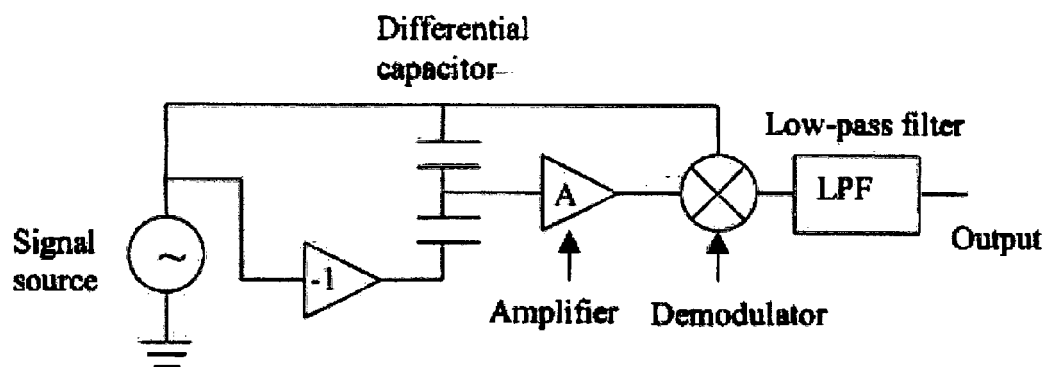 Differential
capacitor
Low-pass filter
A
LPF
Signal
source
~
-1
Output
Amplifier
Demodulator